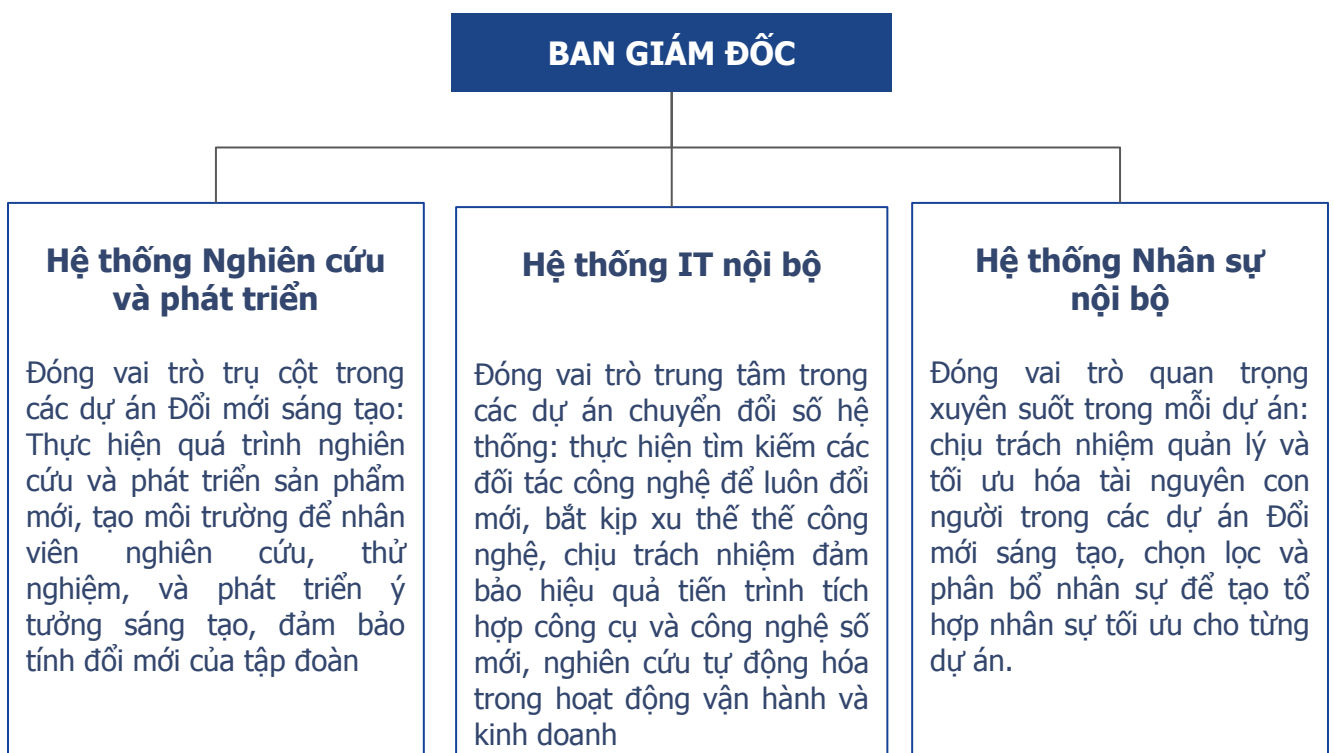 BAN GIÁM ĐỐC
Hệ thống Nghiên cứu
và phát triển
Đóng vai trò trụ cột trong
các dự án Đổi mới sáng tạo:
Thực hiện quá trình nghiên
cứu và phát triển sản phẩm
mới, tạo môi trường để nhân
viên nghiên cứu, thử
nghiệm, và phát triển ý
tưởng sáng tạo, đảm bảo
tính đổi mới của tập đoàn
Hệ thống IT nội bộ
Đóng vai trò trung tâm trong
các dự án chuyển đổi số hệ
thống: thực hiện tìm kiếm các
đối tác công nghệ để luôn đổi
mới, bắt kịp xu thế thế công
nghệ, chịu trách nhiệm đảm
bảo hiệu quả tiến trình tích
hợp công cụ và công nghệ số
mới, nghiên cứu tự động hóa
trong hoạt động vận hành và
kinh doanh
Hệ thống Nhân sự
nội bộ
Đóng vai trò quan trọng
xuyên suốt trong mỗi dự án:
chịu trách nhiệm quản lý và
tối ưu hóa tài nguyên con
người trong các dự án Đổi
mới sáng tạo, chọn lọc và
phân bổ nhân sự để tạo tổ
hợp nhân sự tối ưu cho từng
dự án.